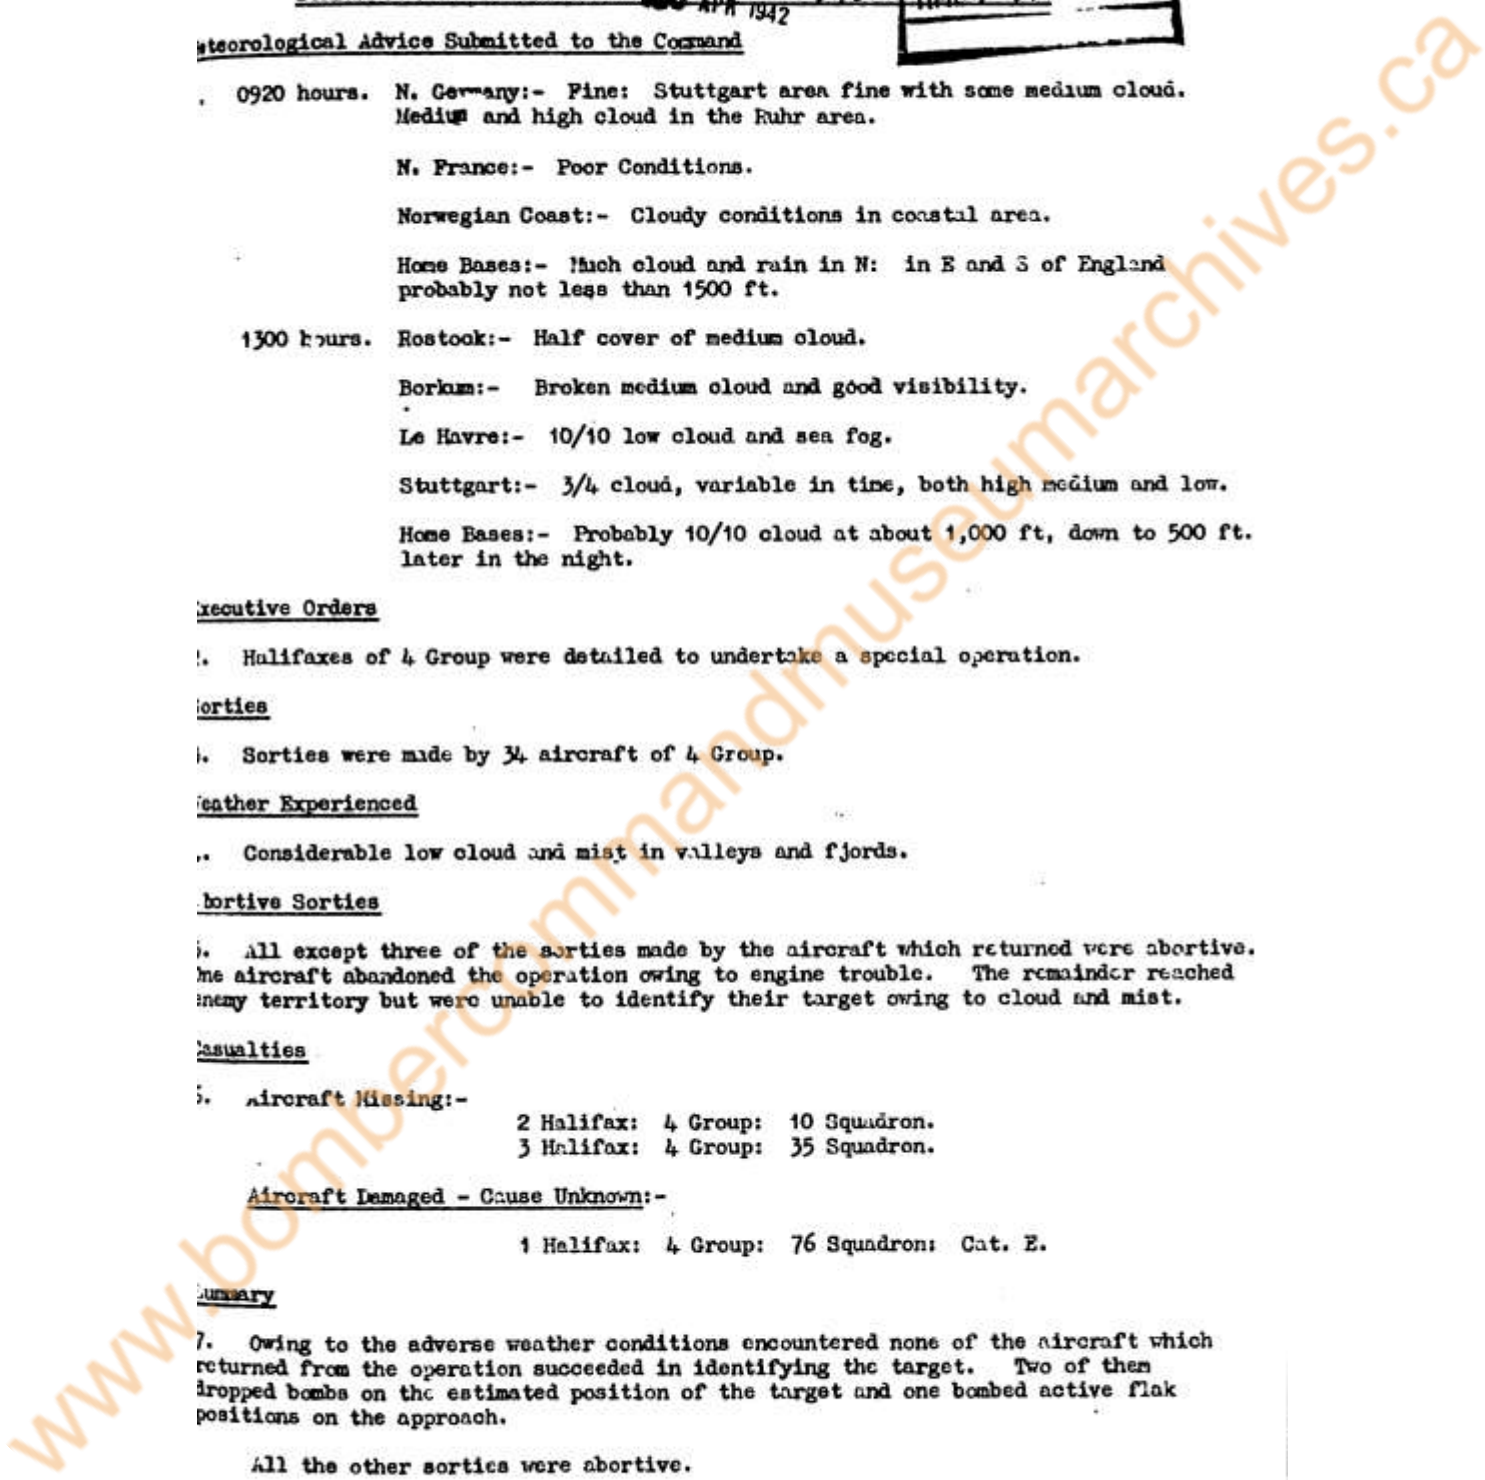 APR 1942
teorological Advice Submitted to the Command
0920 hours. N. Germany:- Fine: Stuttgart area fine with some medium cloud.
Medium and high cloud in the Ruhr area.
N. France:- Poor Conditions.
Norwegian Coast:- Cloudy conditions in coastal area.
Home Bases:- Much cloud and rain in N: in E and S of England
probably not less than 1500 ft.
1300 hours. Rostock:- Half cover of medium cloud.
Borkum:- Broken medium cloud and good visibility.
Le Havre:- 10/10 low cloud and sea fog.
Stuttgart:- 3/4 cloud, variable in time, both high medium and low.
Home Bases:- Probably 10/10 cloud at about 1,000 ft, down to 500 ft.
later in the night.
xecutive Orders
. Halifaxes of 4 Group were detailed to undertake a special operation.
orties
. Sorties were made by 34 aircraft of 4 Group.
eather Experienced
. Considerable low cloud and mist in valleys and fjords.
bortive Sorties
. All except three of the sorties made by the aircraft which returned were abortive.
One aircraft abandoned the operation owing to engine trouble. The remainder reached
enemy territory but were unable to identify their target owing to cloud and mist.
Casualties
6. Aircraft Missing:-
2 Halifax: 4 Group: 10 Squadron.
3 Halifax: 4 Group: 35 Squadron.
Aircraft Damaged - Cause Unknown:-
1 Halifax: 4 Group: 76 Squadron: Cat. E.
ummary
7. Owing to the adverse weather conditions encountered none of the aircraft which
returned from the operation succeeded in identifying the target. Two of them
dropped bombs on the estimated position of the target and one bombed active flak
positions on the approach.
All the other sorties were abortive.
www.bombercommandmuseumarchives.ca